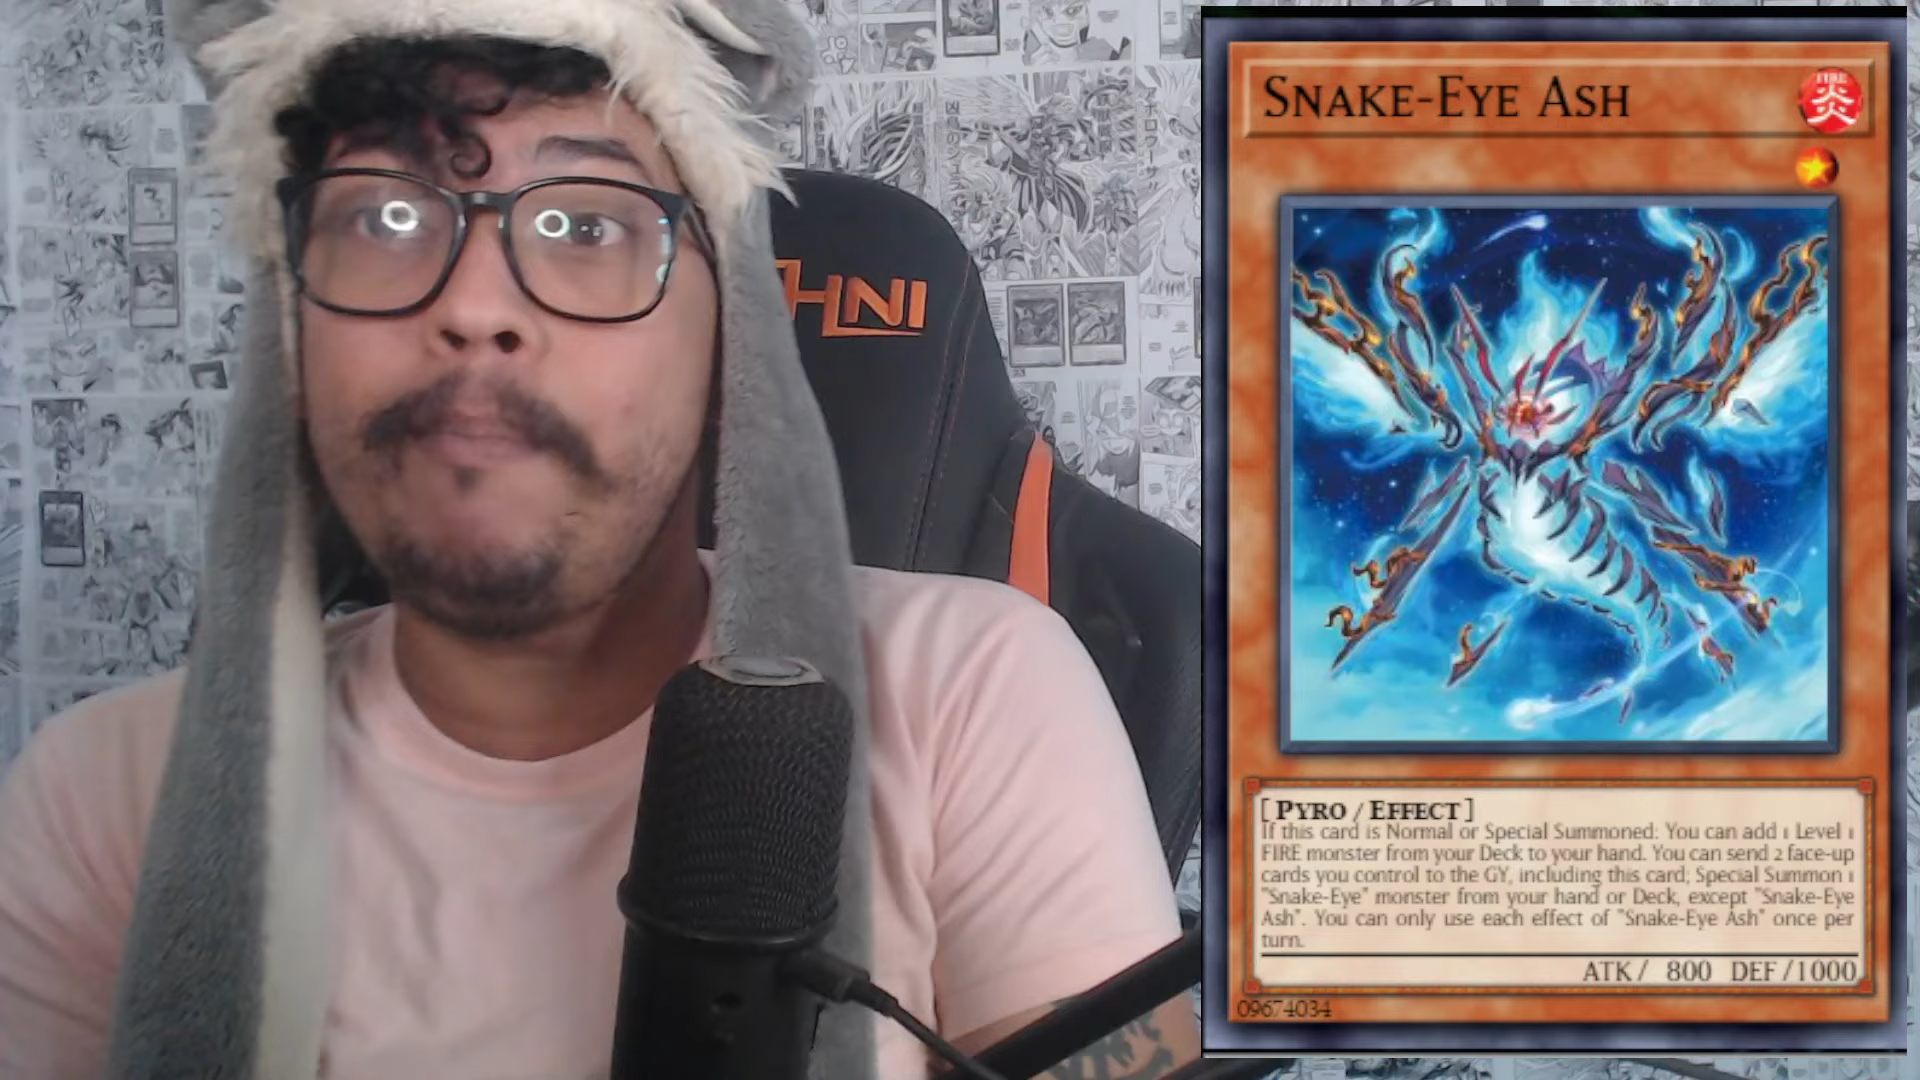 HNI
SNAKE-EYE ASH
FIRE
炎
[ PYRO / EFFECT ]
If this card is Normal or Special Summoned: You can add 1 Level 1
FIRE monster from your Deck to your hand. You can send 2 face-up
cards you control to the GY, including this card; Special Summon 1
"Snake-Eye" monster from your hand or Deck, except "Snake-Eye
Ash". You can only use each effect of "Snake-Eye Ash" once per
turn.
ATK / 800 DEF / 1000
09674034